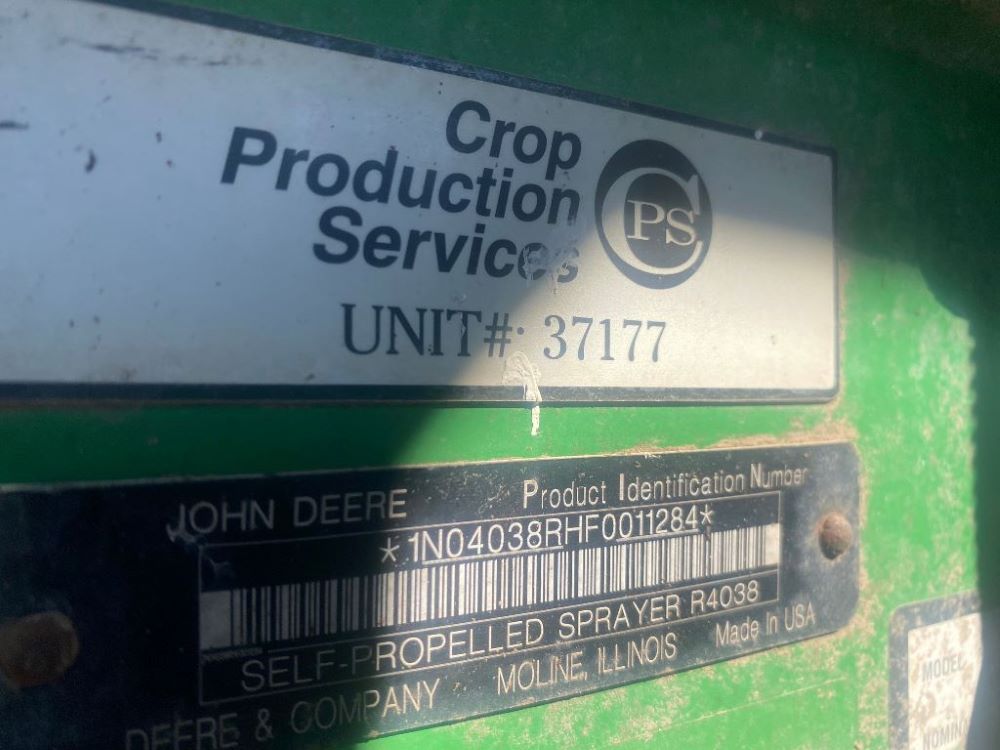 Crop
Production
Services
CPS
UNIT#: 37177
JOHN DEERE
Product Identification Number
*1N04038RHF0011284*
SELF-PROPELLED SPRAYER R4038
DEERE & COMPANY MOLINE, ILLINOIS Made in USA
MODEL